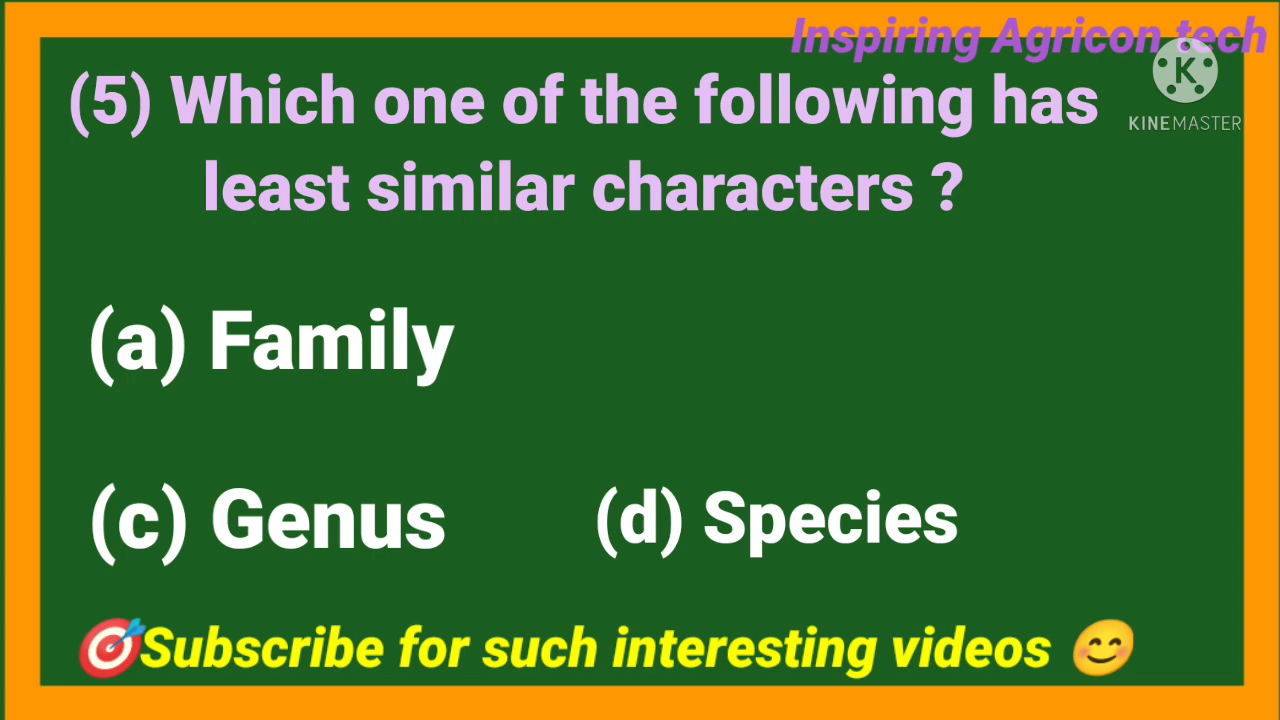 Inspiring Agricon tech
KINEMASTER
(5) Which one of the following has
least similar characters ?
(a) Family
(c) Genus (d) Species
Subscribe for such interesting videos